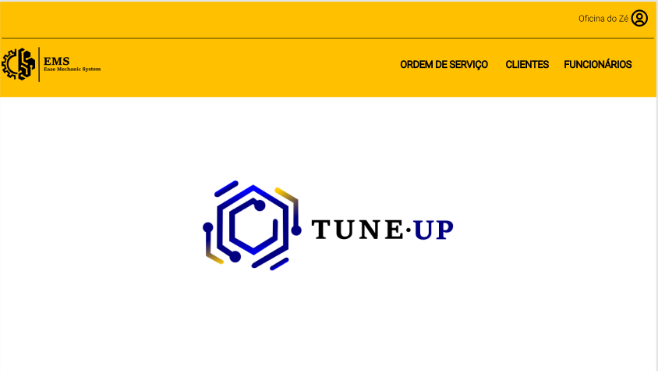 Oficina do Zé
EMS
Ease Mechanic System
ORDEM DE SERVIÇO CLIENTES FUNCIONÁRIOS
TUNE·UP